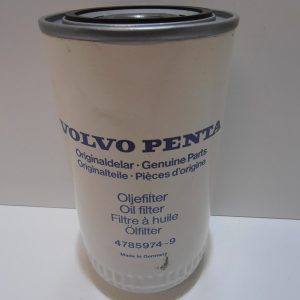 VOLVO PENTA
Originaldelar · Genuine Parts
Originalteile · Pièces d'origine
Oljefilter
Oil filter
Filtre à huile
Ölfilter
4785974-9
Made in Germany